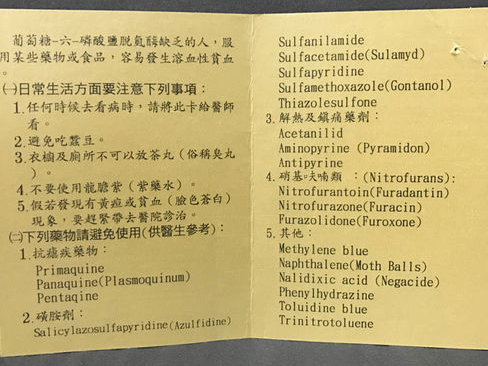 葡萄糖-六-磷酸鹽脫氫酶缺乏的人，服
用某些藥物或食品，容易發生溶血性貧血
。
㈠日常生活方面要注意下列事項：
1.任何時候去看病時，請將此卡給醫師
看。
2.避免吃蠶豆。
3.衣櫥及廁所不可以放茶丸（俗稱臭丸
）。
4.不要使用龍膽紫（紫藥水）。
5.假若發現有黃疸或貧血（臉色蒼白）
現象，要趕緊帶去醫院診治。
㈡下列藥物請避免使用(供醫生參考)：
1.抗瘧疾藥物：
Primaquine
Panaquine(Plasmoquinum)
Pentaqine
2.磺胺劑：
Salicylazosulfapyridine(Azulfidine)
Sulfanilamide
Sulfacetamide(Sulamyd)
Sulfapyridine
Sulfamethoxazole(Gontanol)
Thiazolesulfone
3.解熱及鎮痛藥劑：
Acetanilid
Aminopyrine (Pyramidon)
Antipyrine
4.硝基-呋喃類：(Nitrofurans):
Nitrofurantoin(Furadantin)
Nitrofurazone(Furacin)
Furazolidone(Furoxone)
5.其他：
Methylene blue
Naphthalene(Moth Balls)
Nalidixic acid (Negacide)
Phenylhydrazine
Toluidine blue
Trinitrotoluene